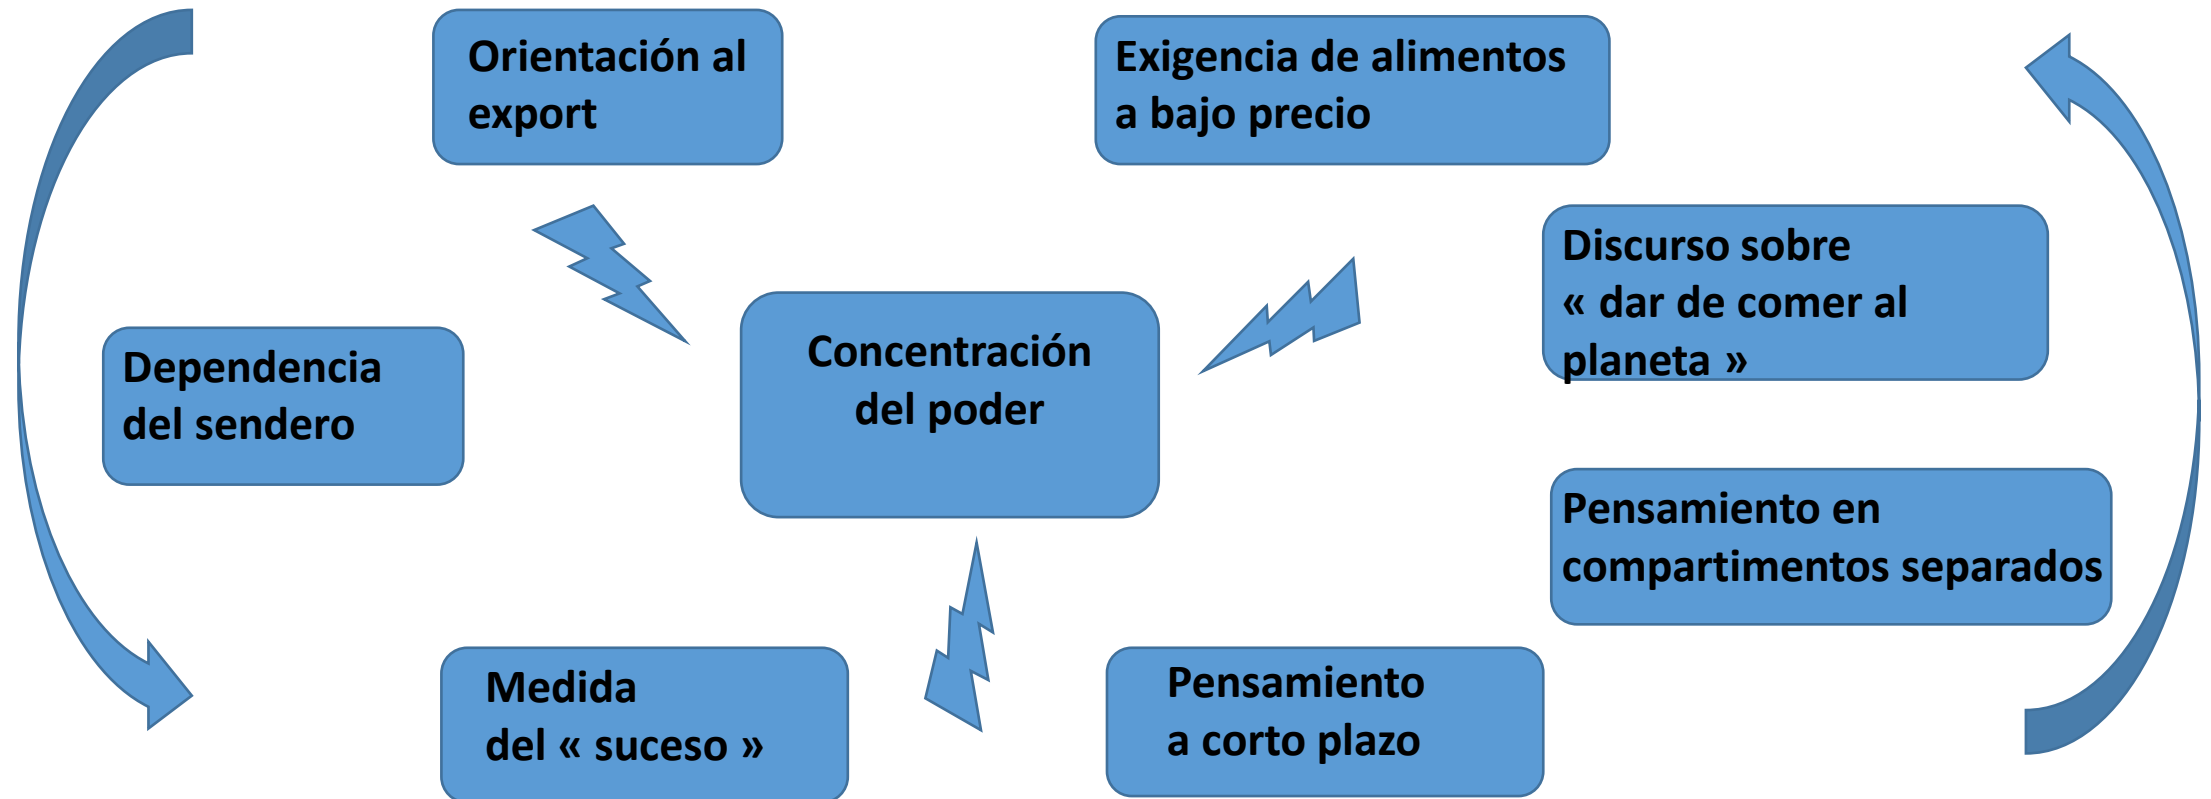 Orientación al
export
Exigencia de alimentos
a bajo precio
Discurso sobre
« dar de comer al
planeta »
Dependencia
del sendero
Concentración
del poder
Pensamiento en
compartimentos separados
Medida
del « suceso »
Pensamiento
a corto plazo